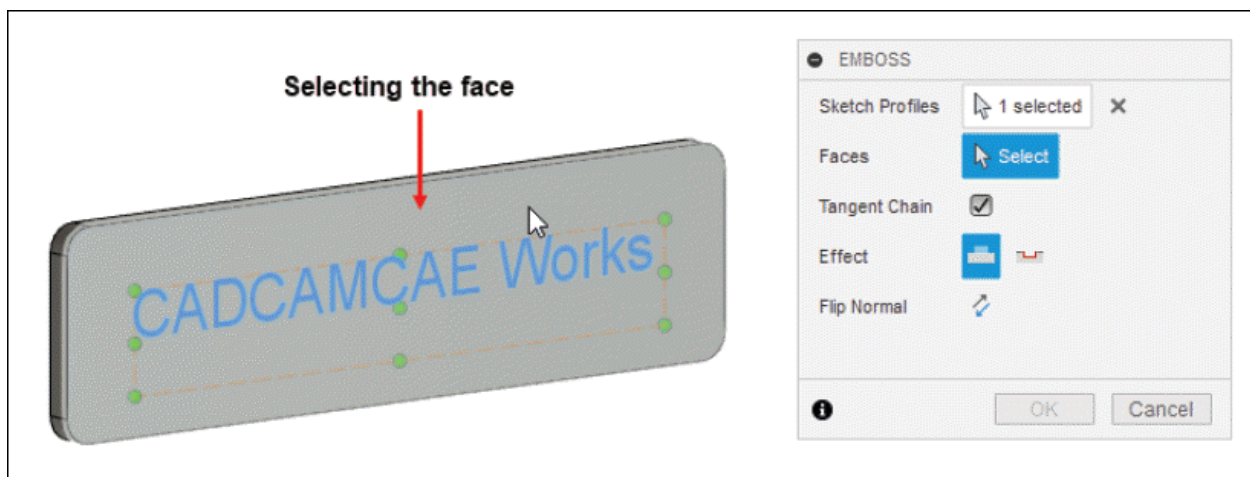 Selecting the face
CADCAMCAE Works
EMBOSS
Sketch Profiles 1 selected
Faces Select
Tangent Chain
Effect
Flip Normal
OK Cancel